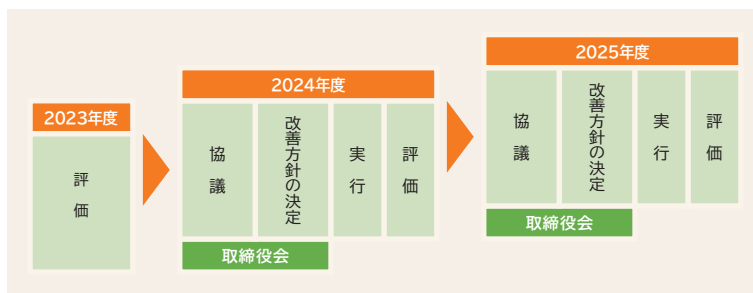 2023年度
評価
2024年度
協議
改善方針の決定
実行
評価
取締役会
2025年度
協議
改善方針の決定
実行
評価
取締役会